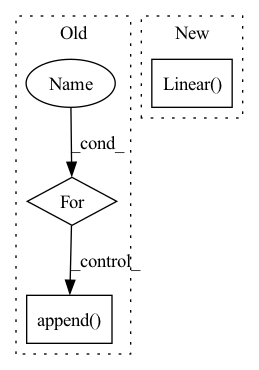 Old
New
Name
Linear()
_cond_
For
_control_
append()